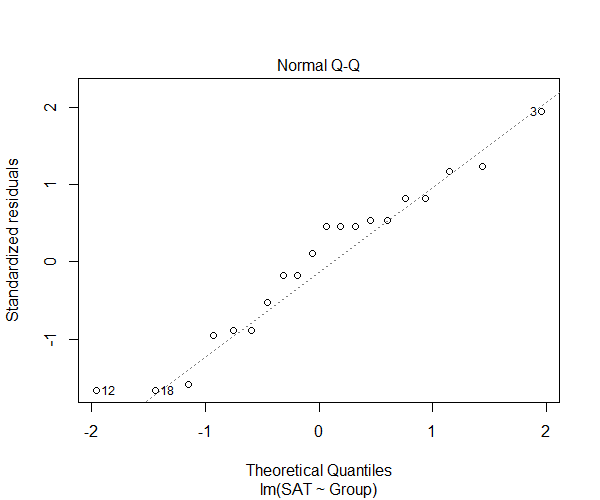 Normal Q-Q
Standardized residuals
2
1
0
-1
3
12
18
-2 -1 0 1 2
Theoretical Quantiles
lm(SAT ~ Group)